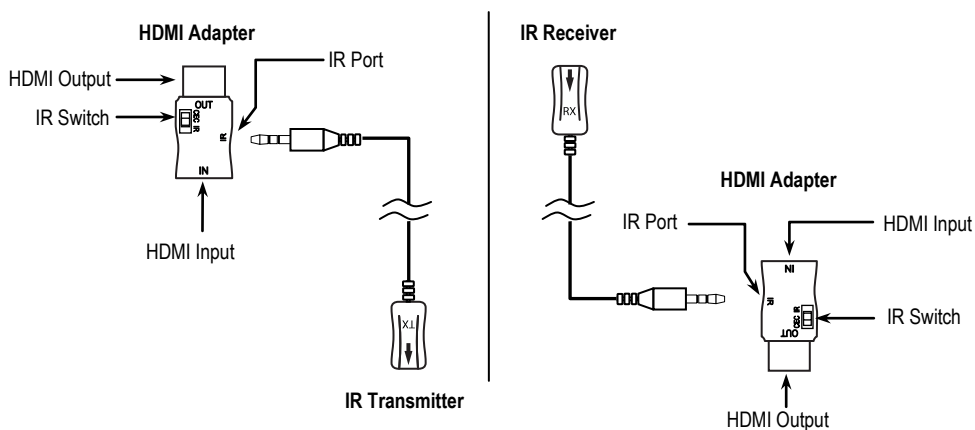 HDMI Adapter
IR Port
HDMI Output
IR Switch
OUT
CEC IR
IR
IN
HDMI Input
TX
IR Transmitter
IR Receiver
RX
HDMI Adapter
IR Port
HDMI Input
IN
IR
CEC IR
OUT
IR Switch
HDMI Output